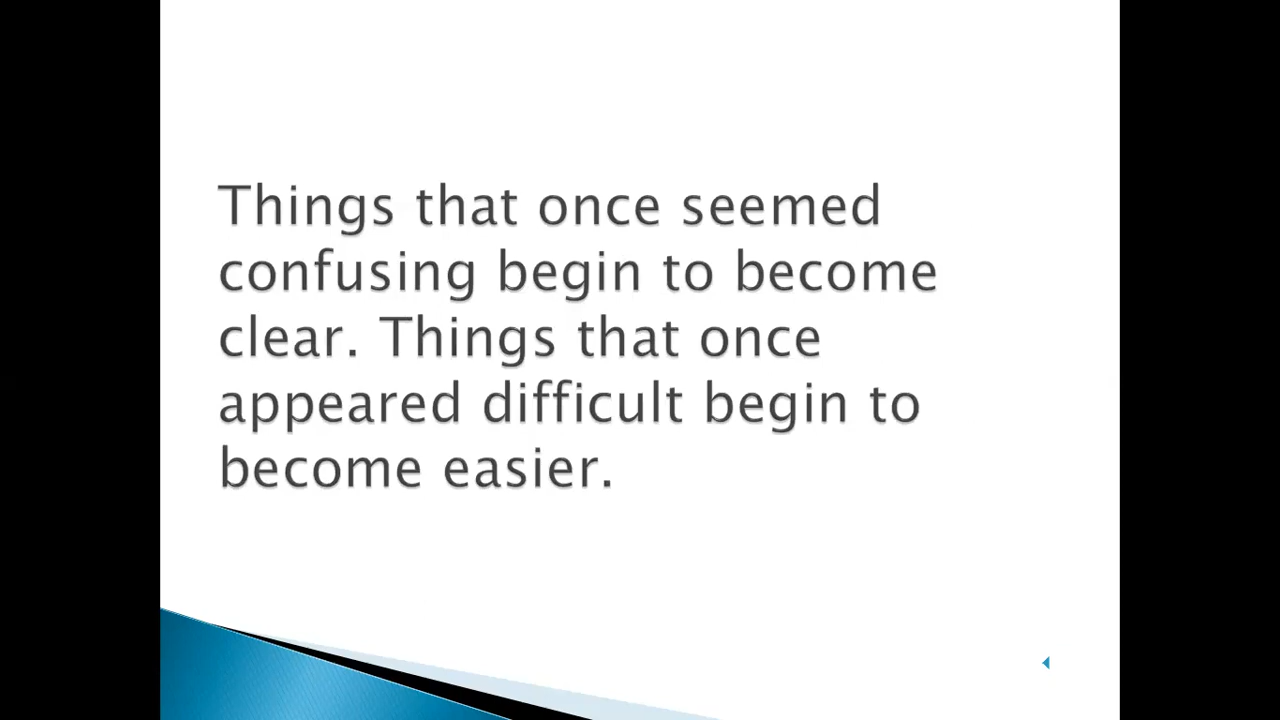 Things that once seemed
confusing begin to become
clear. Things that once
appeared difficult begin to
become easier.